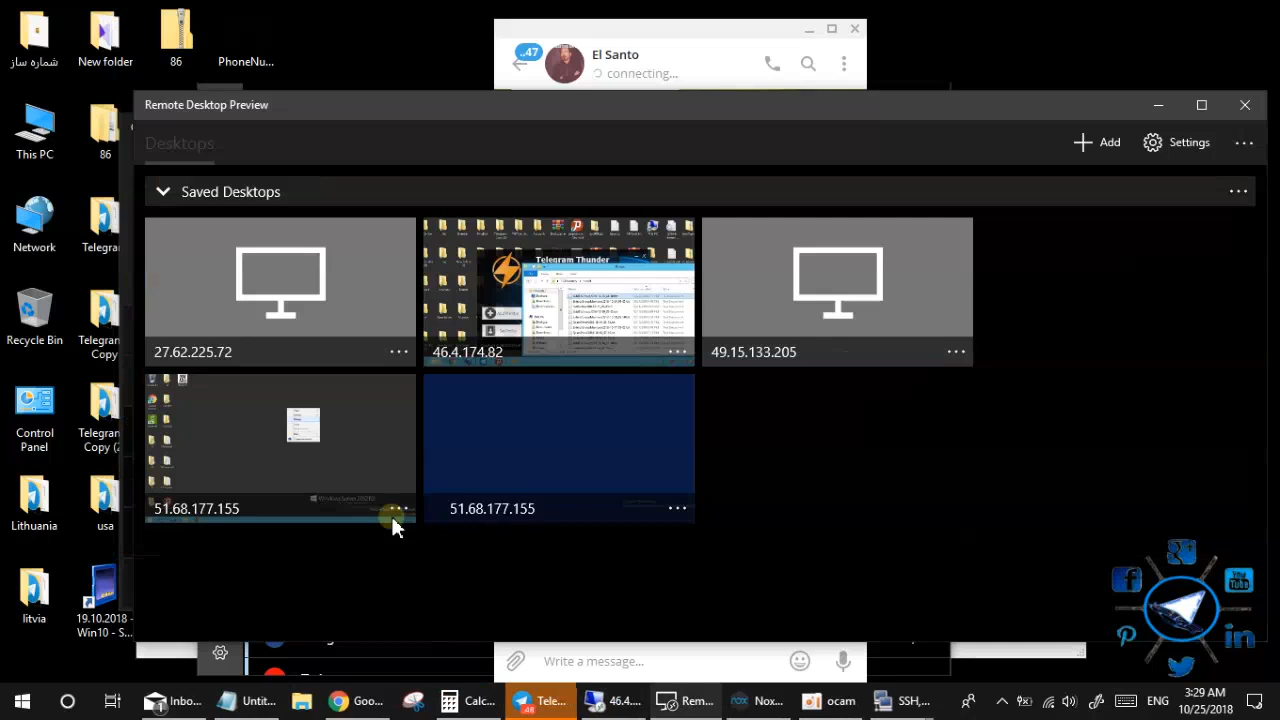 شماره ساز
New folder
86
PhoneNu...
47
El Santo
connecting...
Remote Desktop Preview
This PC
86
Desktops
Add
Settings
Saved Desktops
Network
Telegram
Telegram Thunder
27.62.225.72
46.4.174.82
49.15.133.205
Recycle Bin
Telegram
Copy
Control
Panel
Telegram
Copy (2
51.68.177.155
51.68.177.155
Lithuania
usa
litvia
19.10.2018 -
Win10 - S...
You
Tube
Write a message...
Inbo...
Untit...
Goo...
Calc...
Tele...
46.4....
Rem...
Nox...
ocam
SSH,...
ENG
3:29 AM
10/25/2018